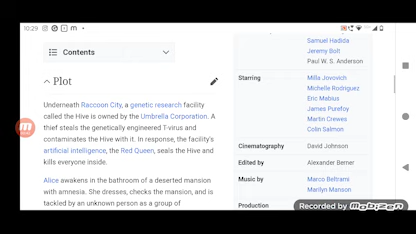 10:29
Contents
Plot
Underneath Raccoon City, a genetic research facility
called the Hive is owned by the Umbrella Corporation. A
thief steals the genetically engineered T-virus and
contaminates the Hive with it. In response, the facility's
artificial intelligence, the Red Queen, seals the Hive and
kills everyone inside.
Alice awakens in the bathroom of a deserted mansion
with amnesia. She dresses, checks the mansion, and is
tackled by an unknown person as a group of
Samuel Hadida
Jeremy Bolt
Paul W. S. Anderson
Starring
Milla Jovovich
Michelle Rodriguez
Eric Mabius
James Purefoy
Martin Crewes
Colin Salmon
Cinematography
David Johnson
Edited by
Alexander Berner
Music by
Marco Beltrami
Marilyn Manson
Production
Recorded by Mobizen